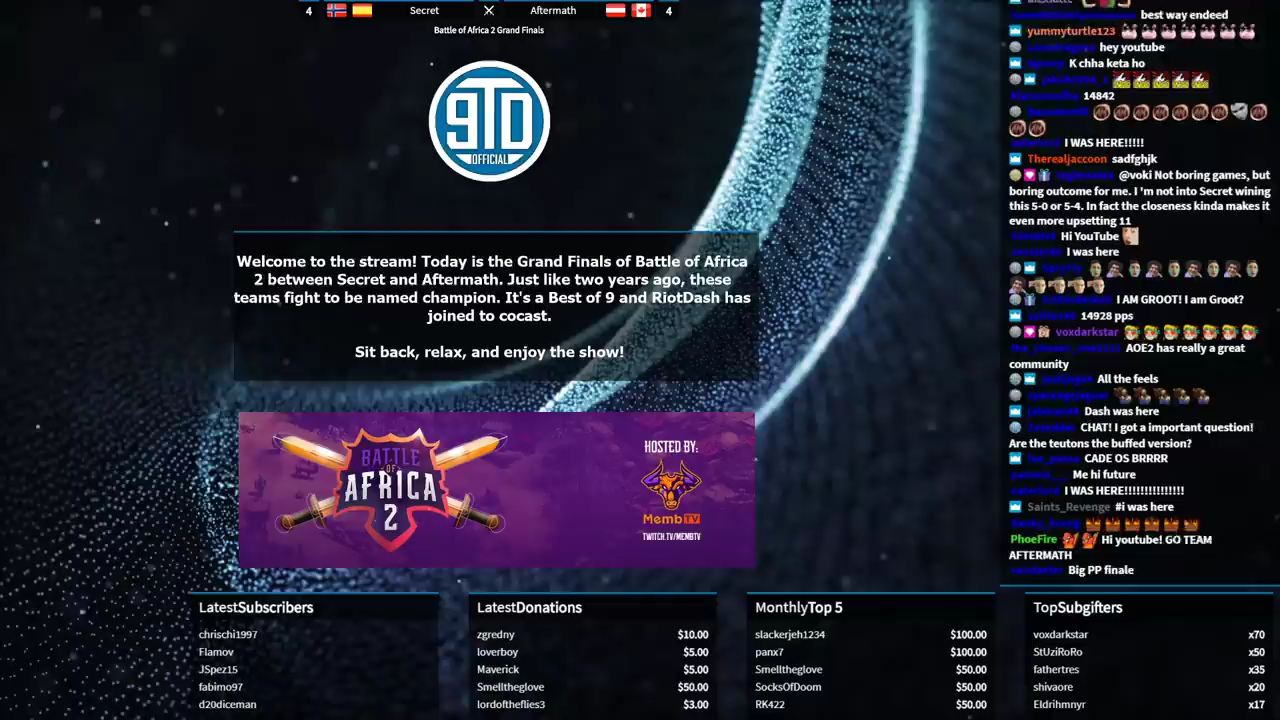 4 Secret Aftermath 4
Battle of Africa 2 Grand Finals
9TD
OFFICIAL
Welcome to the stream! Today is the Grand Finals of Battle of Africa
2 between Secret and Aftermath. Just like two years ago, these
teams fight to be named champion. It's a Best of 9 and RiotDash has
joined to cocast.
Sit back, relax, and enjoy the show!
BATTLE
OF
AFRICA
2
HOSTED BY:
MembTV
TWITCH.TV/MEMBTV
LatestSubscribers
chrischi1997
Flamov
JSpez15
fabimo97
d20diceman
LatestDonations
zgredny $10.00
loverboy $5.00
Maverick $5.00
Smelltheglove $50.00
lordoftheflies3 $3.00
MonthlyTop 5
slackerjeh1234 $100.00
panx7 $100.00
Smelltheglove $50.00
SocksOfDoom $50.00
RK422 $50.00
TopSubgifters
voxdarkstar x70
StUziRoRo x50
fathertres x35
shivaore x20
Eldrihmnyr x17
best way endeed
yummyturtle123
hey youtube
K chha keta ho
14842
I WAS HERE!!!!!
Therealjaccoon sadfghjk
@voki Not boring games, but
boring outcome for me. I 'm not into Secret wining
this 5-0 or 5-4. In fact the closeness kinda makes it
even more upsetting 11
Hi YouTube
I was here
I AM GROOT! I am Groot?
14928 pps
voxdarkstar
AOE2 has really a great
community
All the feels
Dash was here
CHAT! I got a important question!
Are the teutons the buffed version?
CADE OS BRRRR
Me hi future
I WAS HERE!!!!!!!!!!!!!!!
Saints_Revenge #i was here
PhoeFire Hi youtube! GO TEAM
AFTERMATH
Big PP finale